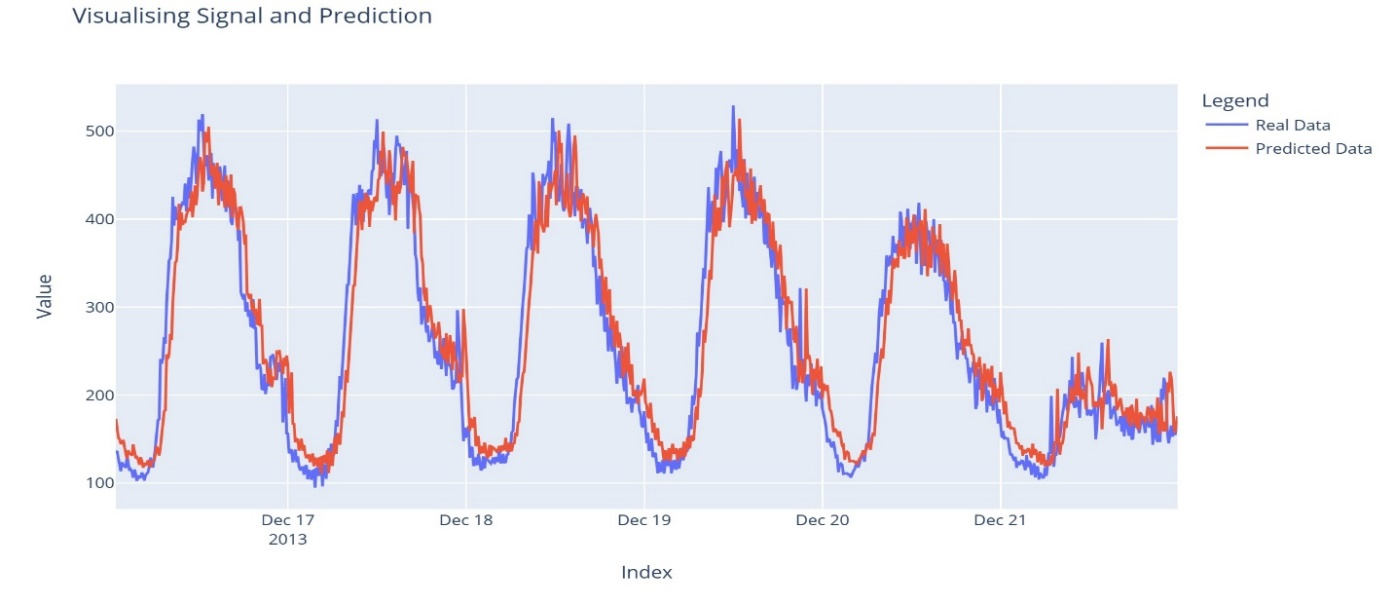 Visualising Signal and Prediction
Legend
Real Data
Predicted Data
500
400
300
200
100
Value
Dec 17
2013
Dec 18
Dec 19
Dec 20
Dec 21
Index